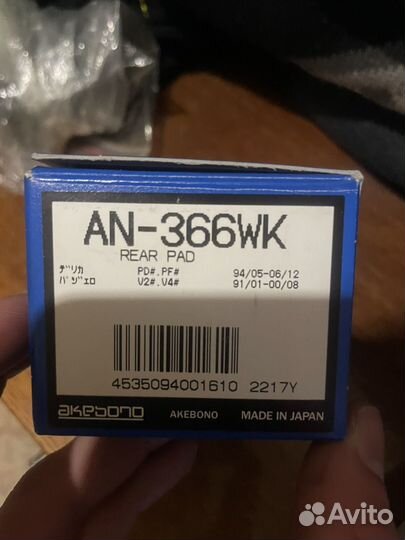 AN-366WK
REAR PAD
デリカ PD#.PF# 94/05-06/12
パジェロ V2#.V4# 91/01-00/08
4535094001610 2217Y
akebono AKEBONO MADE IN JAPAN
Avito